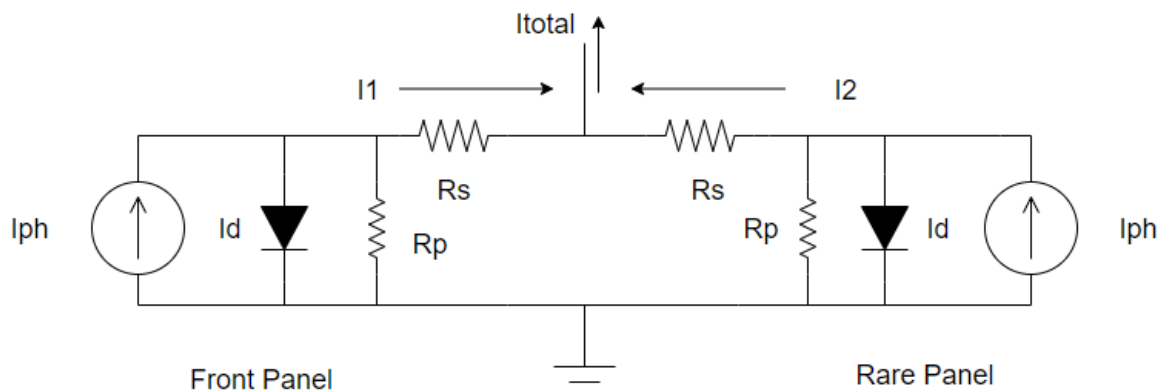 Itotal
I1
I2
Rs
Rs
Iph
Id
Rp
Rp
Id
Iph
Front Panel
Rare Panel